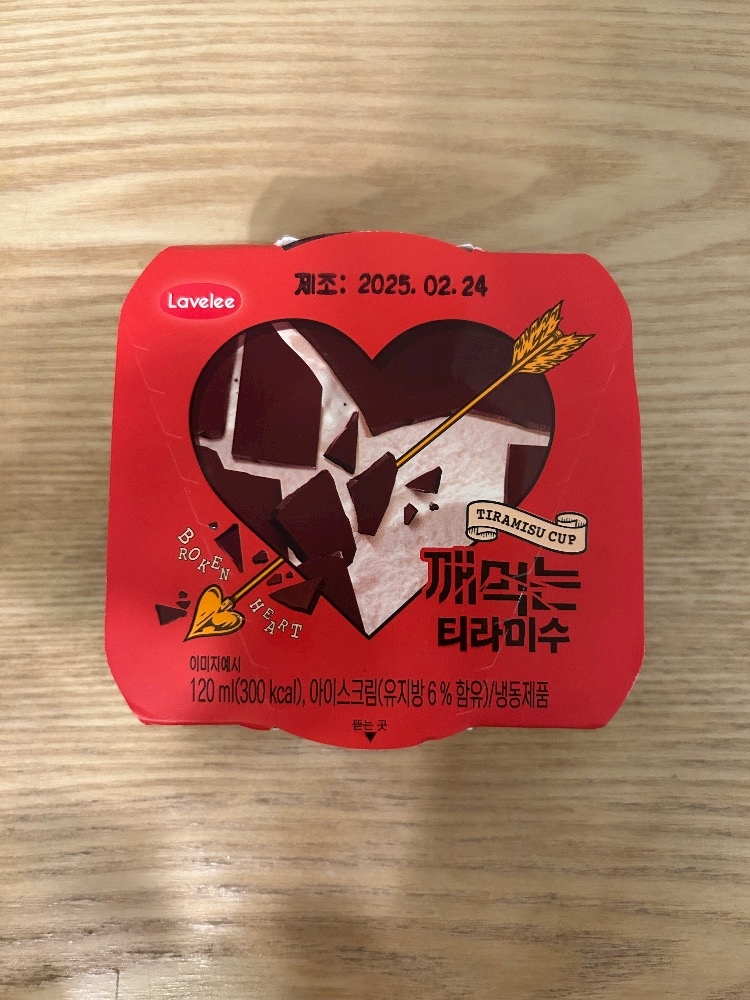 Lavelee
제조: 2025. 02. 24
TIRAMISU CUP
깨먹는
티라미수
BROKEN
HEART
이미지예시
120 ml(300 kcal), 아이스크림(유지방 6 % 함유)/냉동제품
뜯는 곳